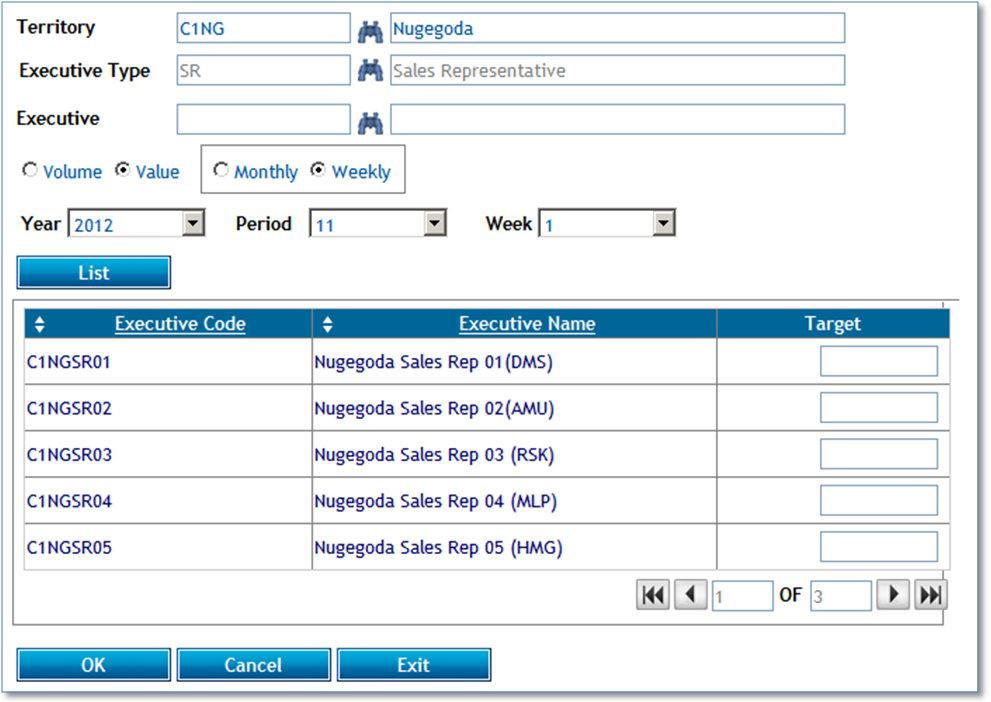 Territory C1NG Nugegoda
Executive Type SR Sales Representative
Executive
Volume Value Monthly Weekly
Year 2012 Period 11 Week 1
List
Executive Code Executive Name Target
C1NGSR01 Nugegoda Sales Rep 01(DMS)
C1NGSR02 Nugegoda Sales Rep 02(AMU)
C1NGSR03 Nugegoda Sales Rep 03 (RSK)
C1NGSR04 Nugegoda Sales Rep 04 (MLP)
C1NGSR05 Nugegoda Sales Rep 05 (HMG)
1 OF 3
OK Cancel Exit